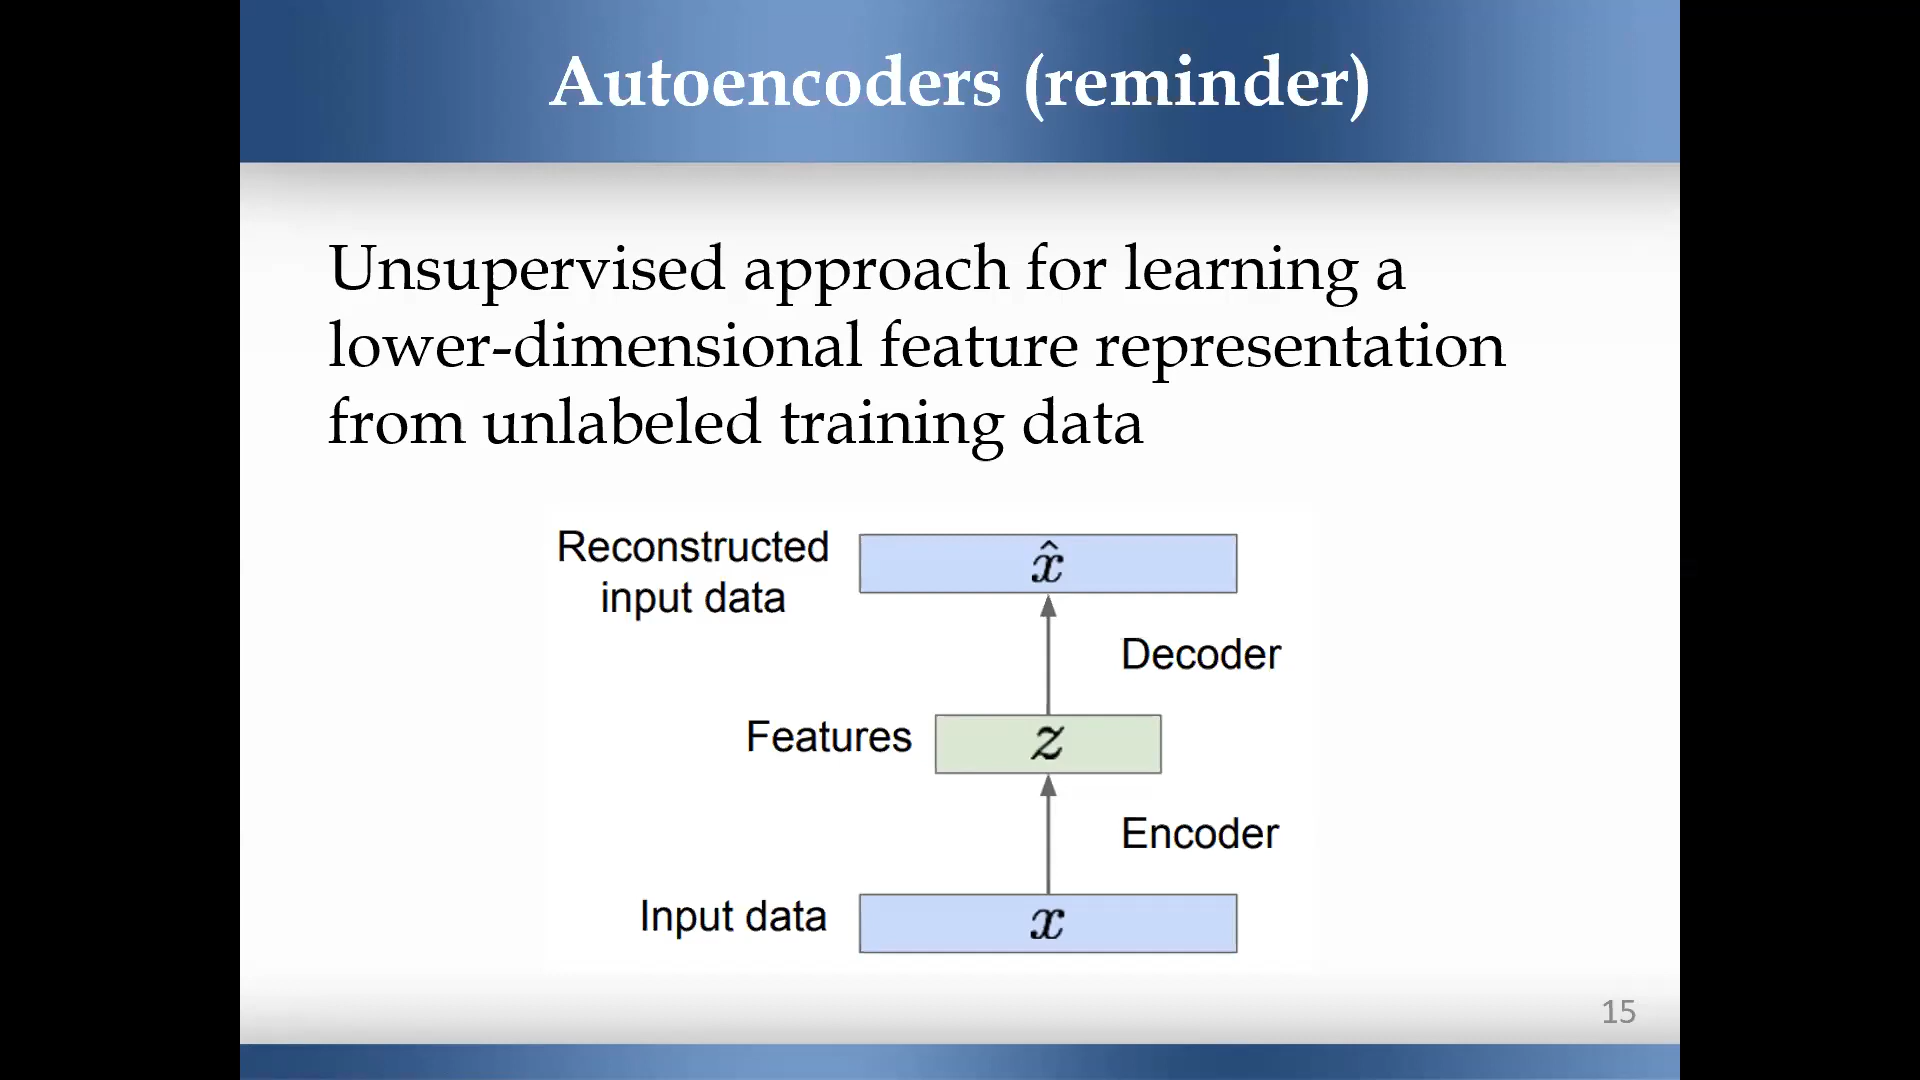 Autoencoders (reminder)
Unsupervised approach for learning a
lower-dimensional feature representation
from unlabeled training data
Reconstructed
input data
x̂
Decoder
Features
z
Encoder
Input data
x
15